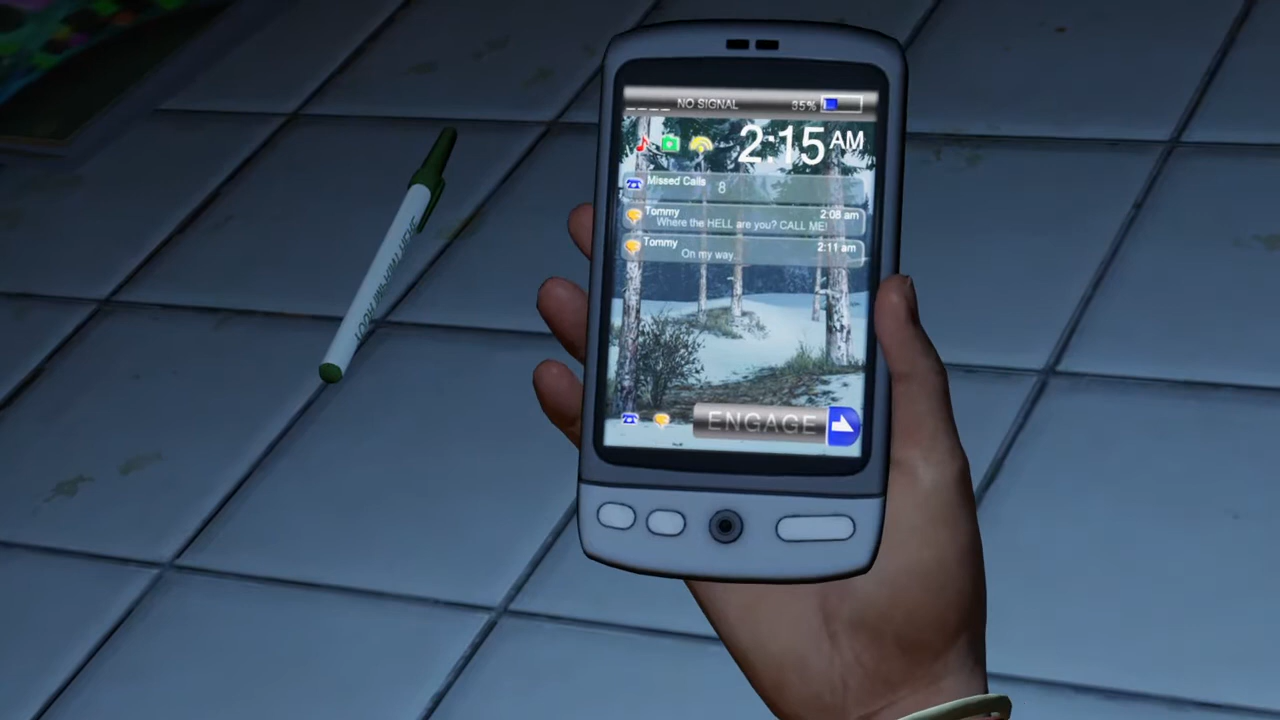 NO SIGNAL 35%
2:15 AM
Missed Calls 8
Tommy 2:08 am
Where the HELL are you? CALL ME!
Tommy 2:11 am
On my way..
ENGAGE